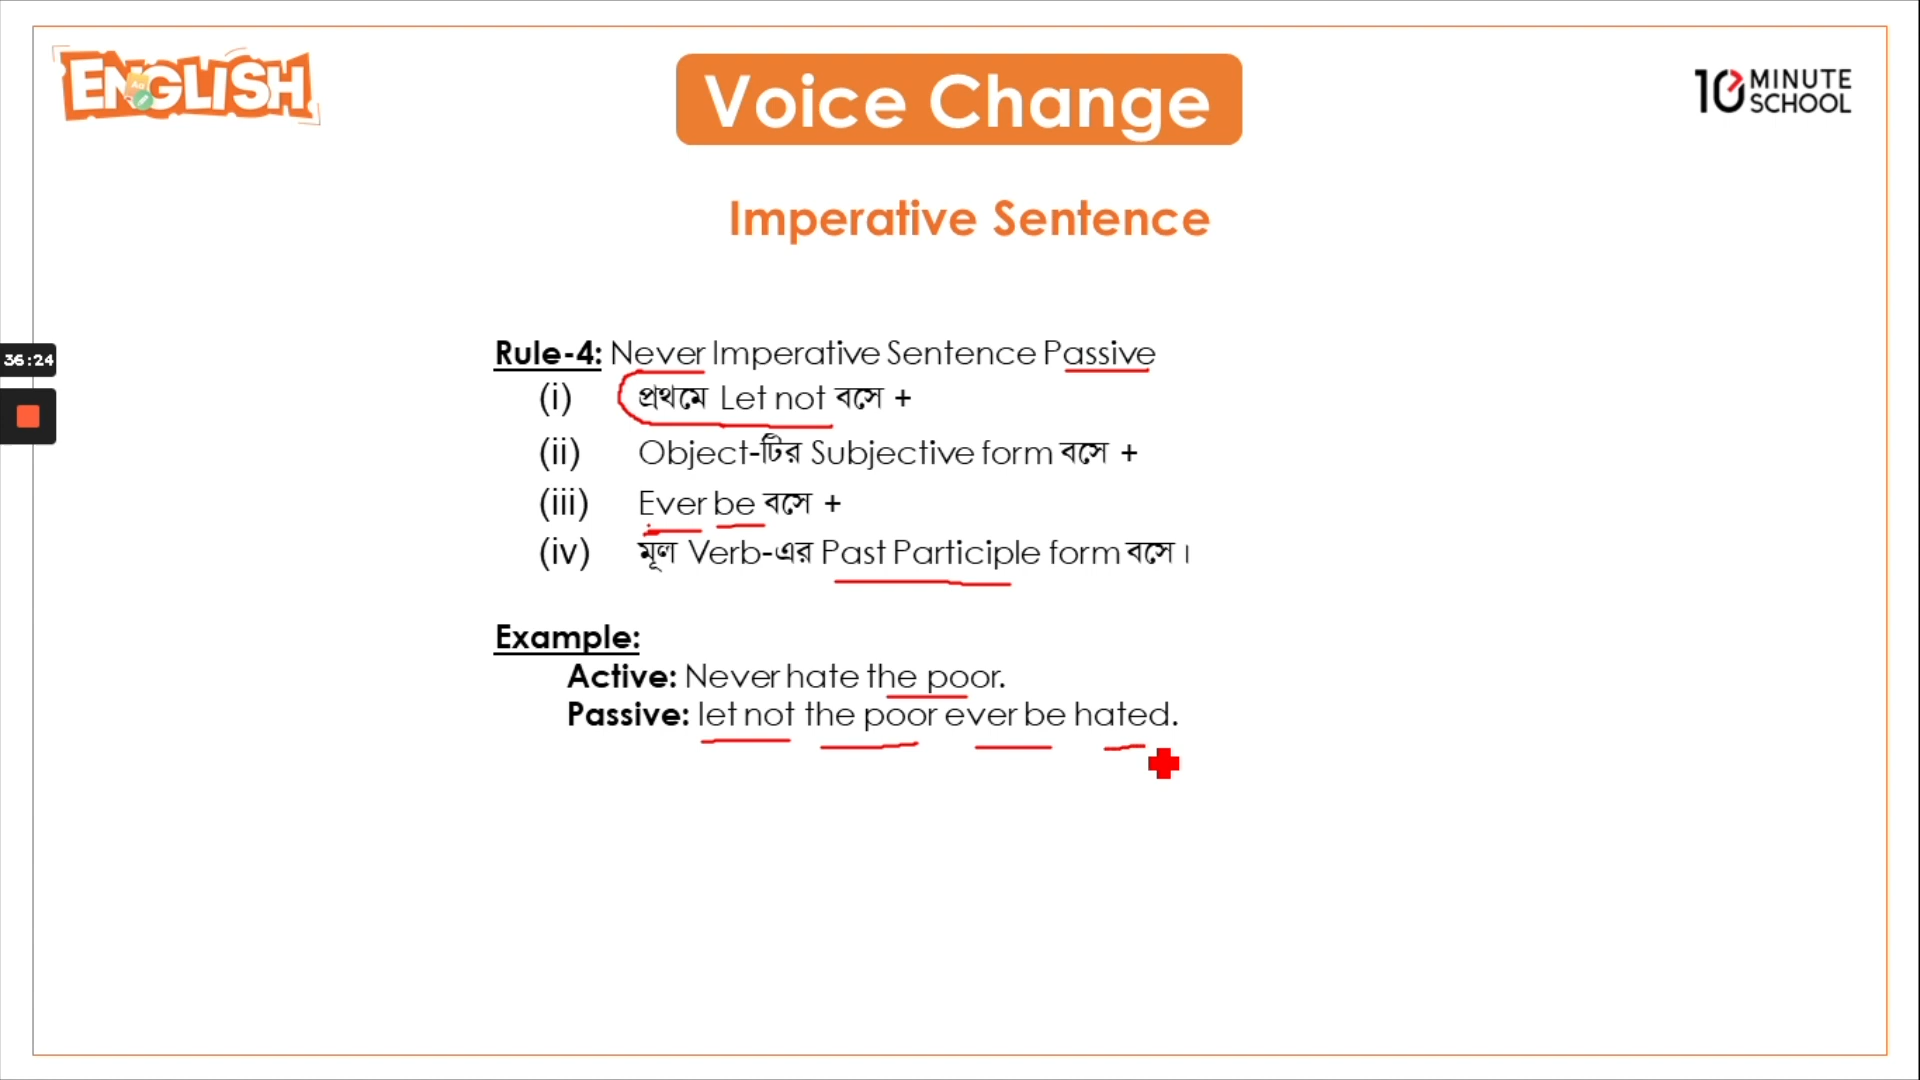 ENGLISH
Voice Change
10 MINUTE SCHOOL
Imperative Sentence
36:24
Rule-4: Never Imperative Sentence Passive
(i) প্রথমে Let not বসে +
(ii) Object-টির Subjective form বসে +
(iii) Ever be বসে +
(iv) মূল Verb-এর Past Participle form বসে।
Example:
Active: Never hate the poor.
Passive: let not the poor ever be hated.